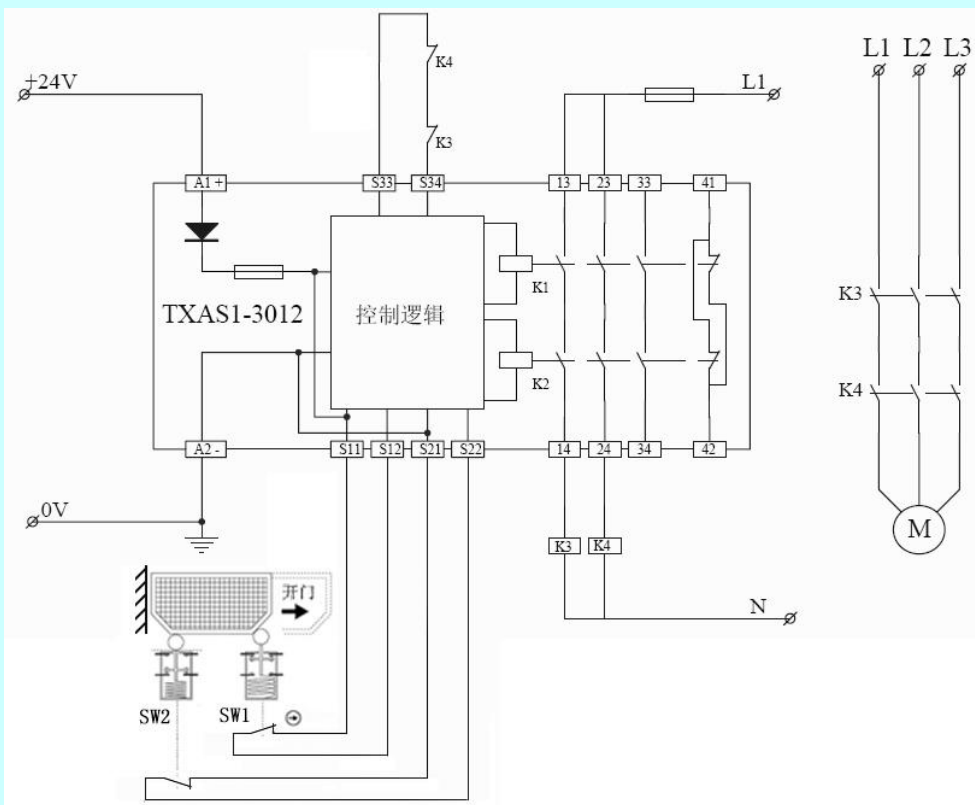 L1 L2 L3
K4
+24V
L1
K3
A1 +
S33
S34
13
23
33
41
K1
K3
TXAS1-3012
控制逻辑
K2
K4
A2 -
S11
S12
S21
S22
14
24
34
42
0V
M
K3
K4
开门
N
SW2
SW1